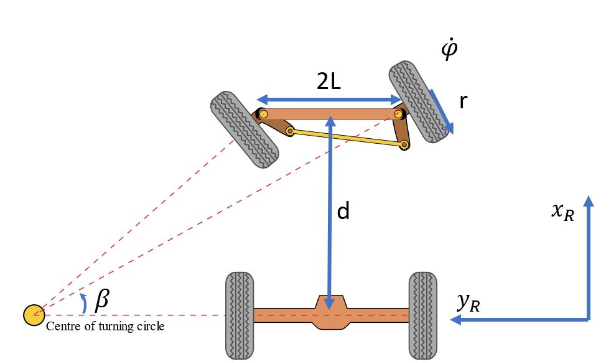 φ̇
2L
r
d
x_R
β
y_R
Centre of turning circle